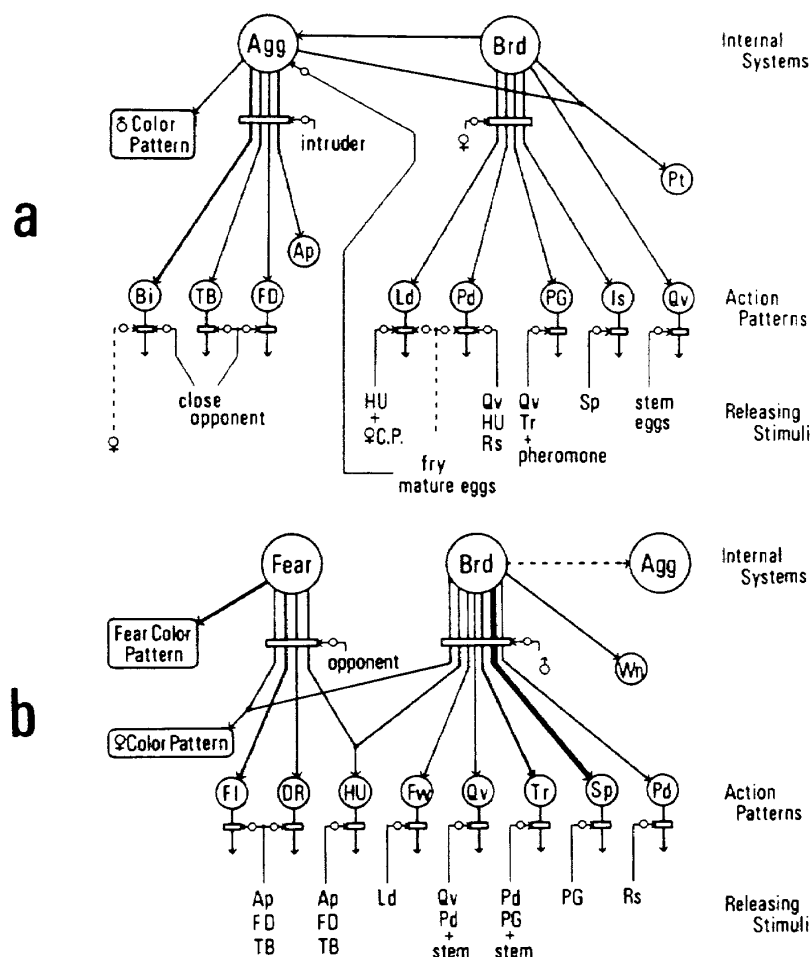 a
Agg
Brd
Internal
Systems
♂ Color
Pattern
intruder
♀
Pt
Ap
Bi
TB
FD
Ld
Pd
PG
Is
Qv
Action
Patterns
close
opponent
♀
HU
+
♀C.P.
fry
mature eggs
Qv
HU
Rs
Qv
Tr
+
pheromone
Sp
stem
eggs
Releasing
Stimuli
b
Fear
Brd
Agg
Internal
Systems
Fear Color
Pattern
opponent
♂
Wn
♀Color Pattern
Fl
DR
HU
Fw
Qv
Tr
Sp
Pd
Action
Patterns
Ap
FD
TB
Ap
FD
TB
Ld
Qv
Pd
+
stem
Pd
PG
+
stem
PG
Rs
Releasing
Stimuli